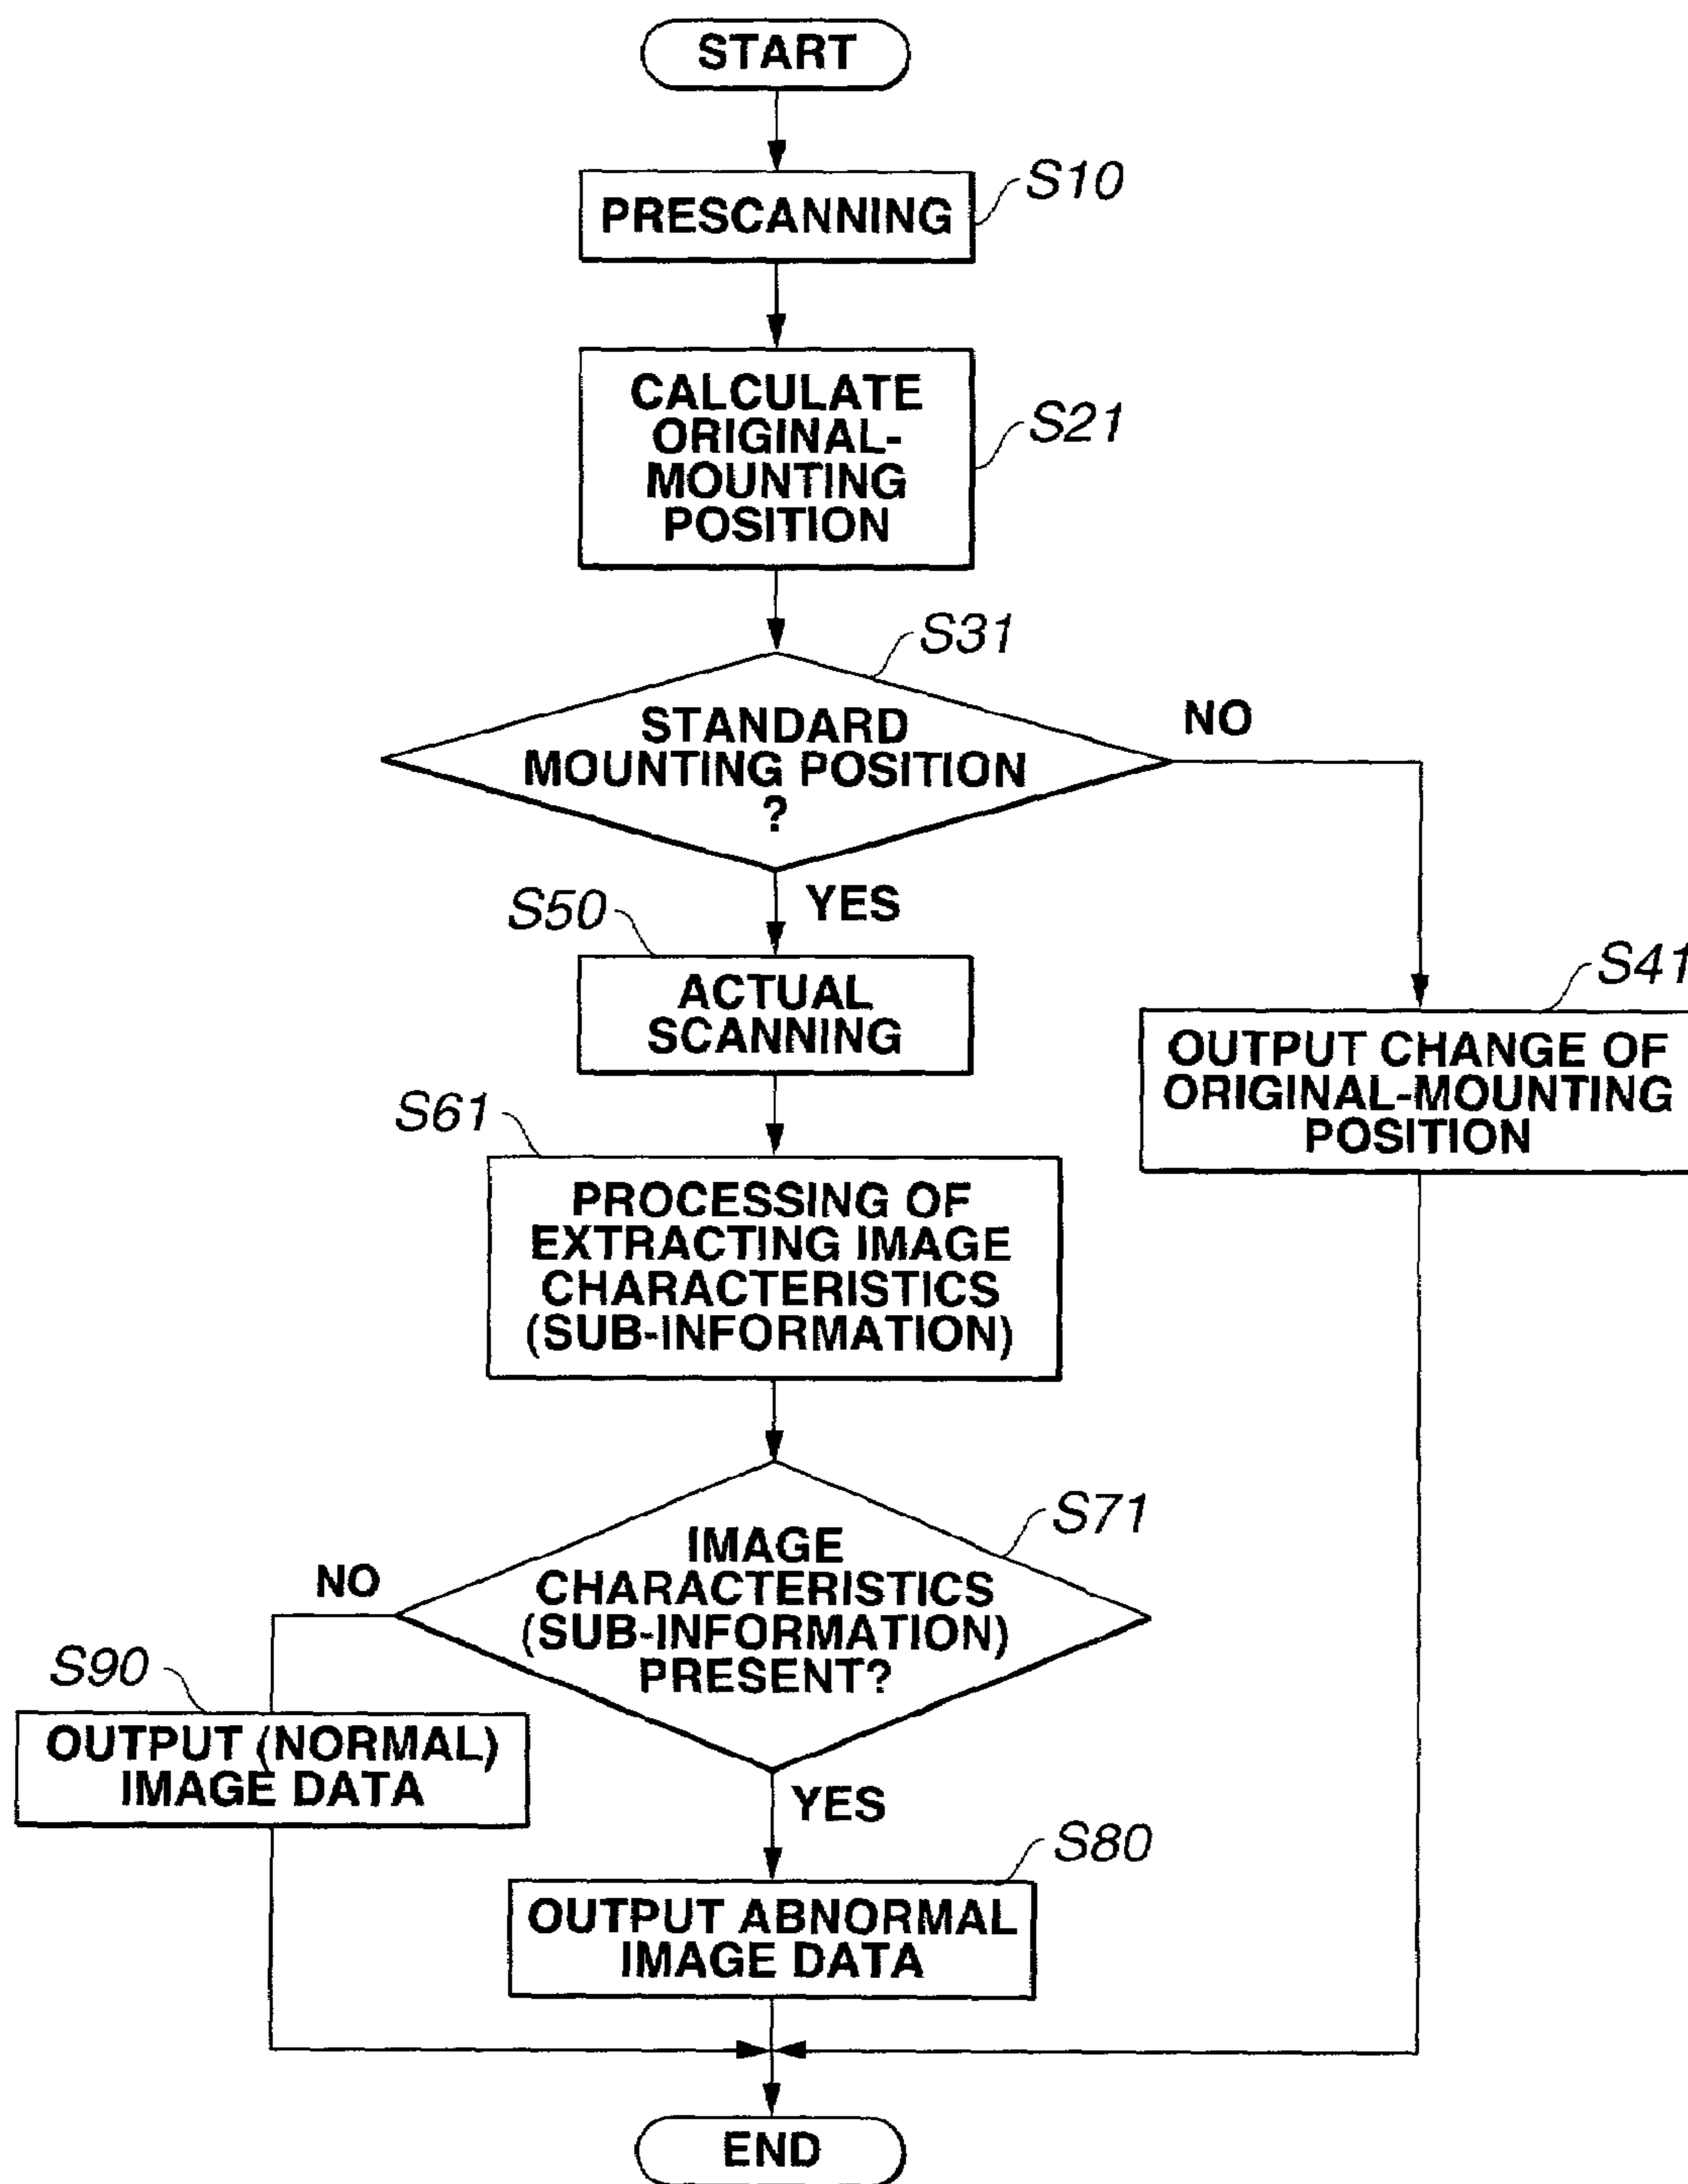 START
PRESCANNING
S10
CALCULATE
ORIGINAL-
MOUNTING
POSITION
S21
S31
STANDARD
MOUNTING POSITION
?
NO
YES
S50
ACTUAL
SCANNING
S41
OUTPUT CHANGE OF
ORIGINAL-MOUNTING
POSITION
S61
PROCESSING OF
EXTRACTING IMAGE
CHARACTERISTICS
(SUB-INFORMATION)
S71
IMAGE
CHARACTERISTICS
(SUB-INFORMATION)
PRESENT?
NO
S90
OUTPUT (NORMAL)
IMAGE DATA
YES
S80
OUTPUT ABNORMAL
IMAGE DATA
END